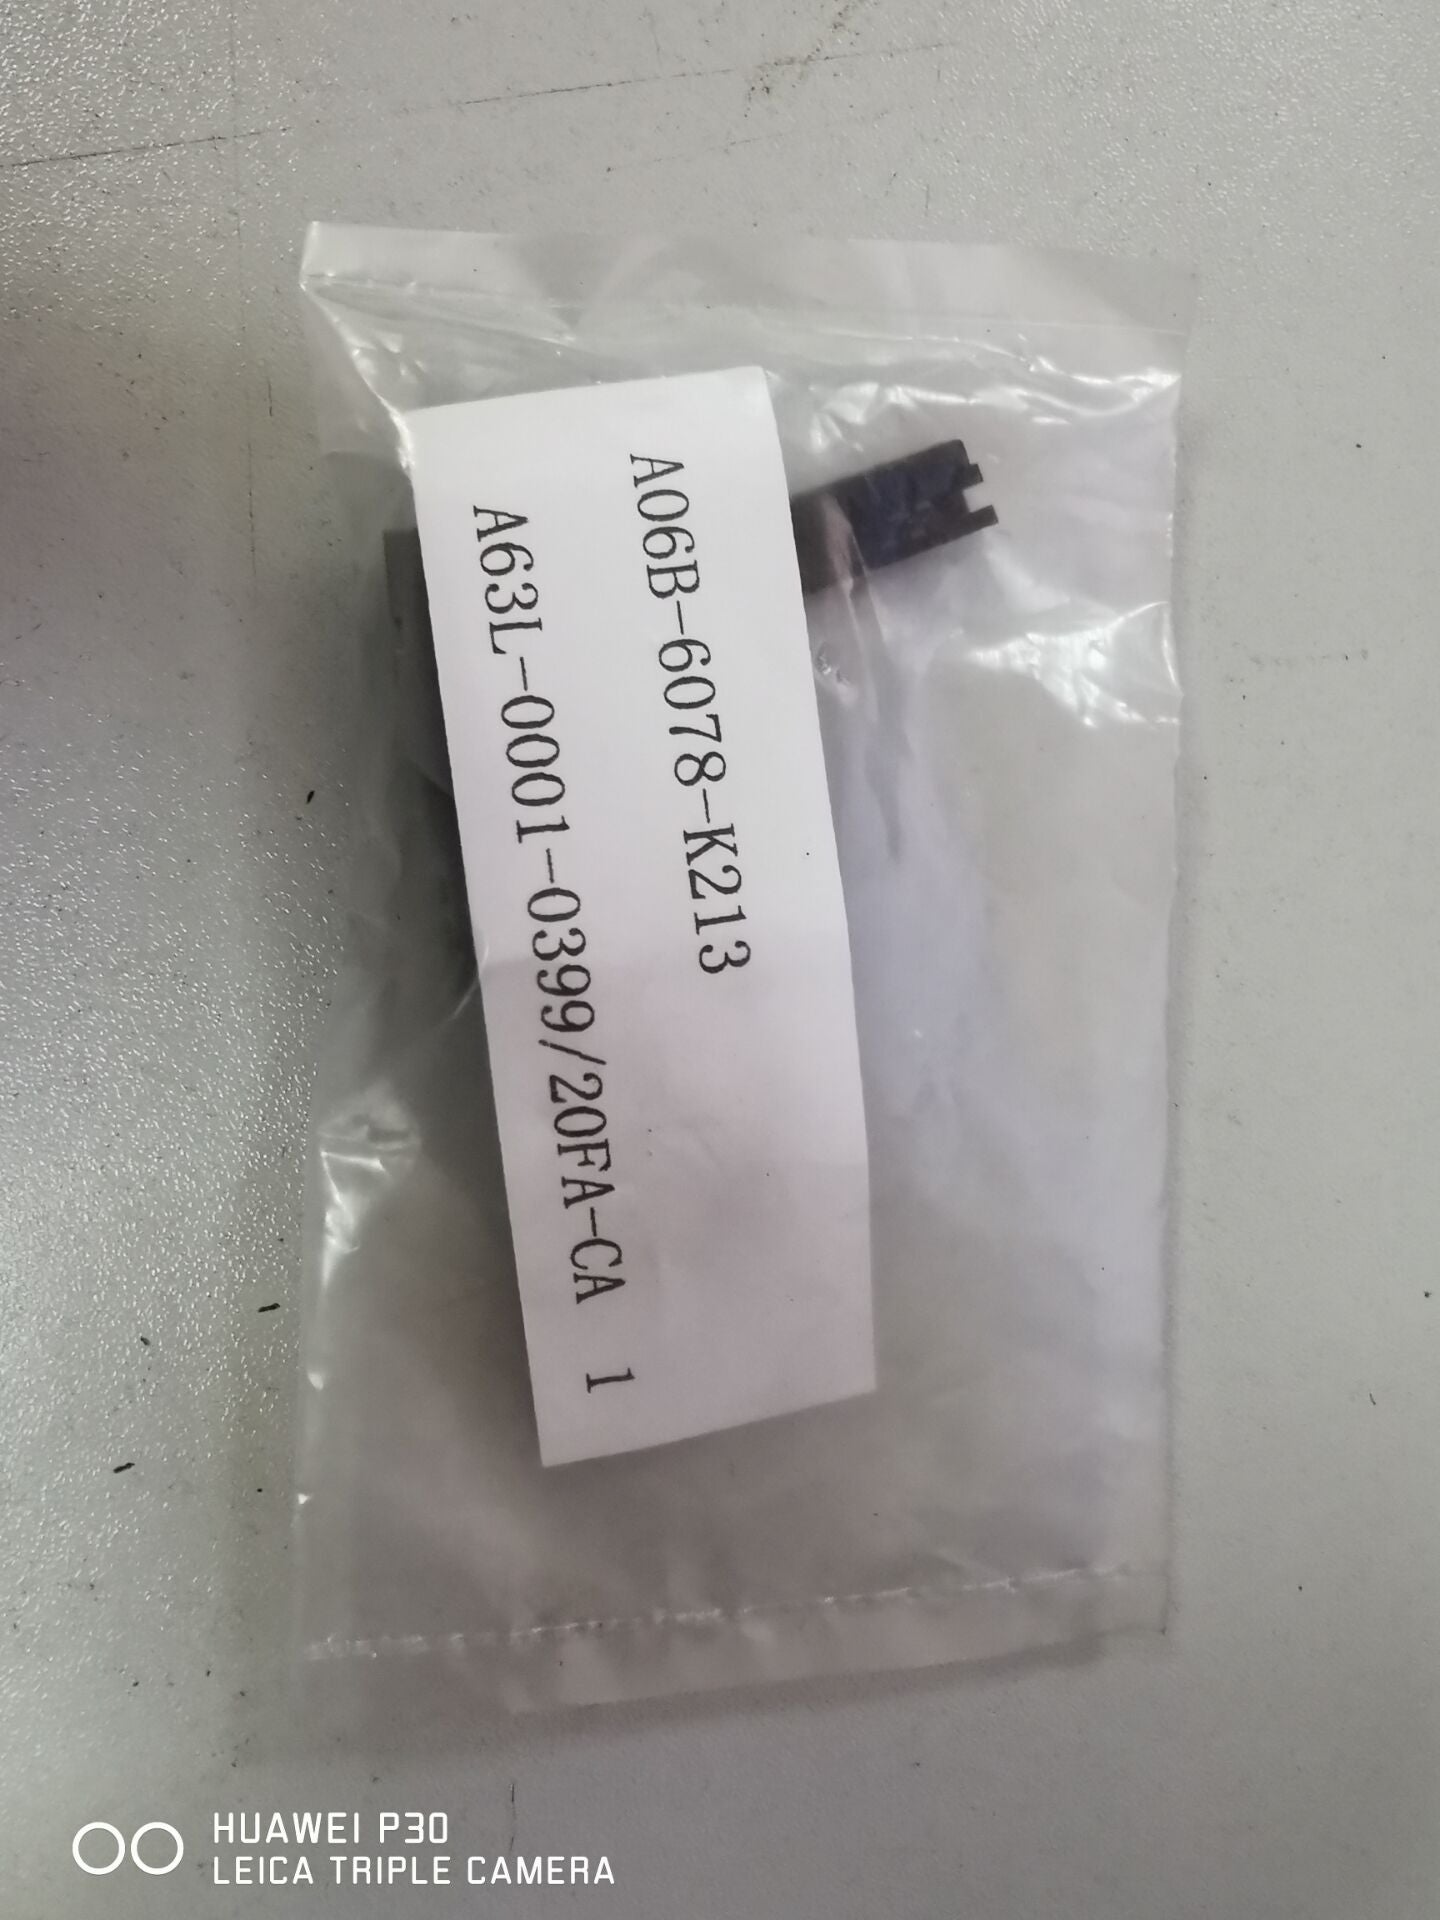 A06B-6078-K213
A63L-0001-0399/20FA-CA 1
HUAWEI P30
LEICA TRIPLE CAMERA